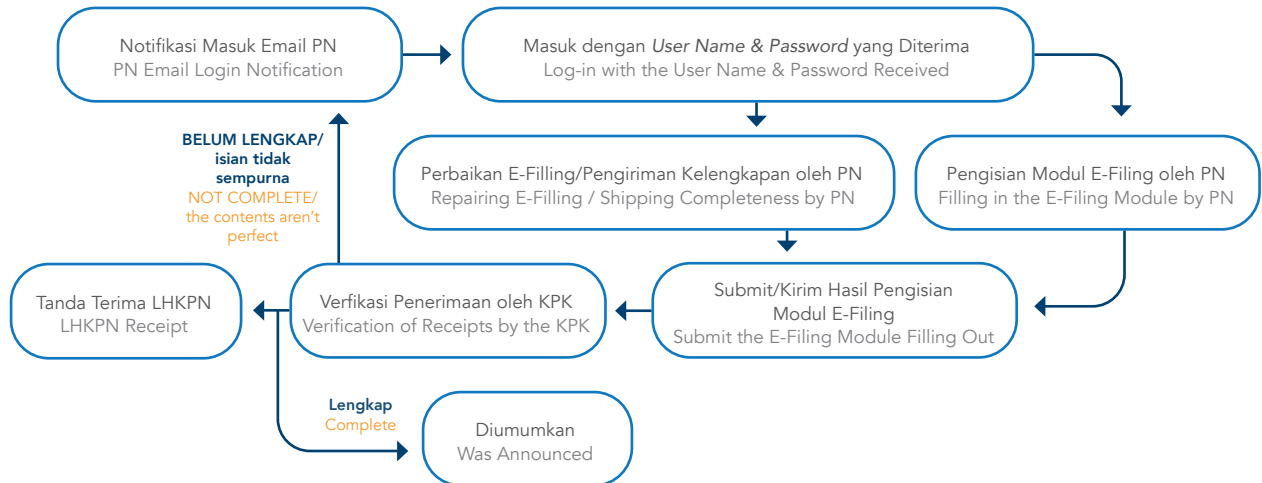 Notifikasi Masuk Email PN
PN Email Login Notification
Masuk dengan User Name & Password yang Diterima
Log-in with the User Name & Password Received
BELUM LENGKAP/
isian tidak
sempurna
NOT COMPLETE/
the contents aren't
perfect
Perbaikan E-Filling/Pengiriman Kelengkapan oleh PN
Repairing E-Filling / Shipping Completeness by PN
Pengisian Modul E-Filing oleh PN
Filling in the E-Filing Module by PN
Tanda Terima LHKPN
LHKPN Receipt
Verfikasi Penerimaan oleh KPK
Verification of Receipts by the KPK
Submit/Kirim Hasil Pengisian
Modul E-Filing
Submit the E-Filing Module Filling Out
Lengkap
Complete
Diumumkan
Was Announced